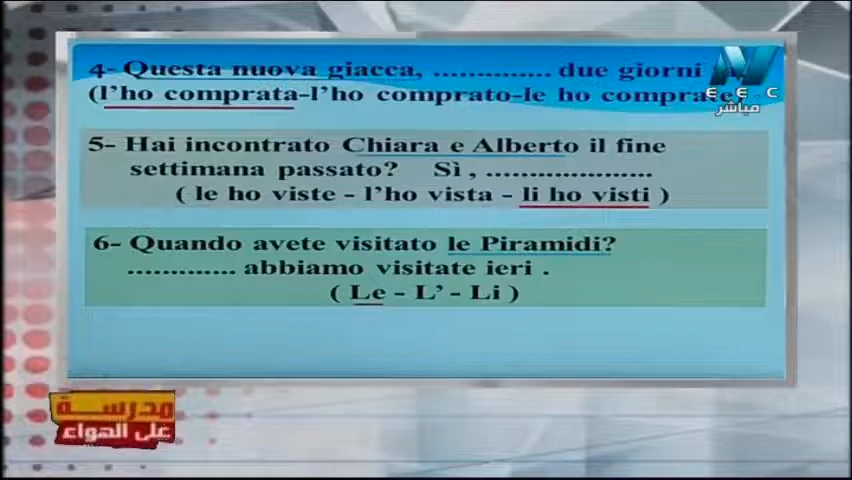 4- Questa nuova giacca, .............. due giorni
(l'ho comprata-l'ho comprato-le ho comprate)
E E C
مباشر
5- Hai incontrato Chiara e Alberto il fine
settimana passato? Sì , .....................
( le ho viste - l'ho vista - li ho visti )
6- Quando avete visitato le Piramidi?
............. abbiamo visitate ieri .
( Le - L' - Li )
مدرسة
على الهواء